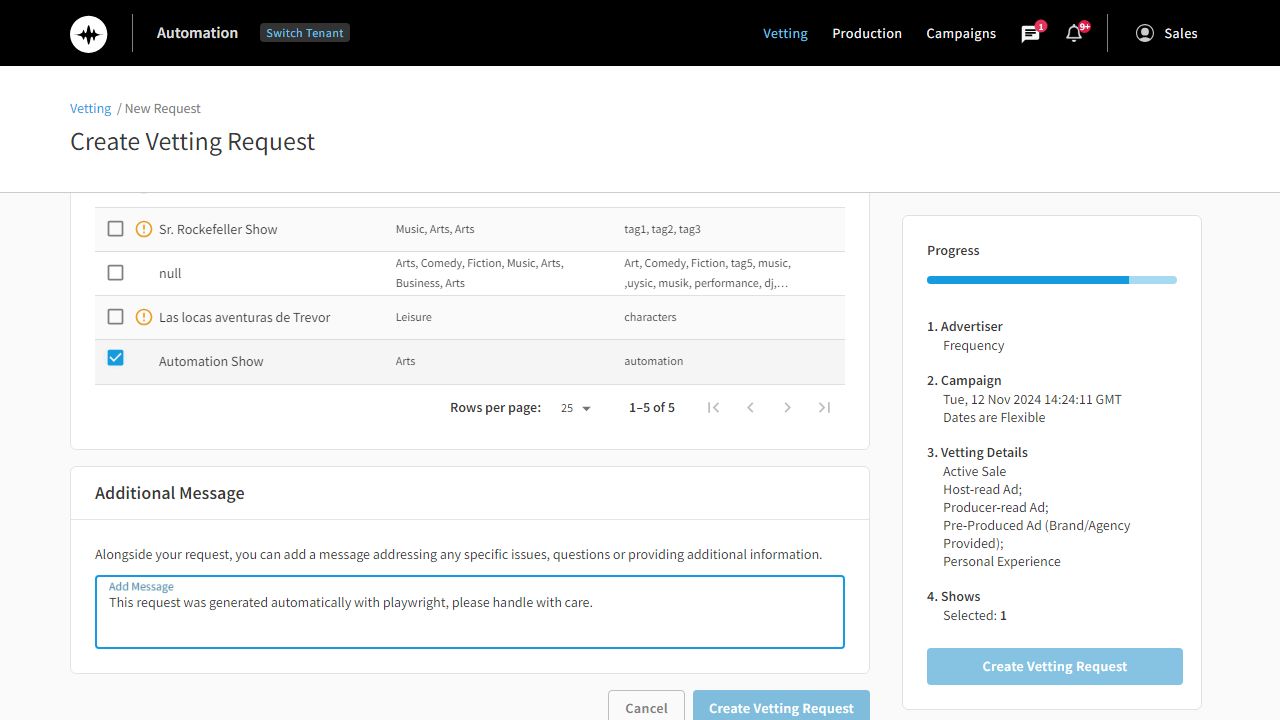 Automation
Switch Tenant
Vetting
Production
Campaigns
1
9+
Sales
Vetting / New Request
Create Vetting Request
Sr. Rockefeller Show
Music, Arts, Arts
tag1, tag2, tag3
null
Arts, Comedy, Fiction, Music, Arts,
Business, Arts
Art, Comedy, Fiction, tag5, music,
,uysic, musik, performance, dj,...
Las locas aventuras de Trevor
Leisure
characters
Automation Show
Arts
automation
Rows per page:
25
1–5 of 5
Additional Message
Alongside your request, you can add a message addressing any specific issues, questions or providing additional information.
Add Message
This request was generated automatically with playwright, please handle with care.
Cancel
Create Vetting Request
Progress
1. Advertiser
Frequency
2. Campaign
Tue, 12 Nov 2024 14:24:11 GMT
Dates are Flexible
3. Vetting Details
Active Sale
Host-read Ad;
Producer-read Ad;
Pre-Produced Ad (Brand/Agency
Provided);
Personal Experience
4. Shows
Selected: 1
Create Vetting Request